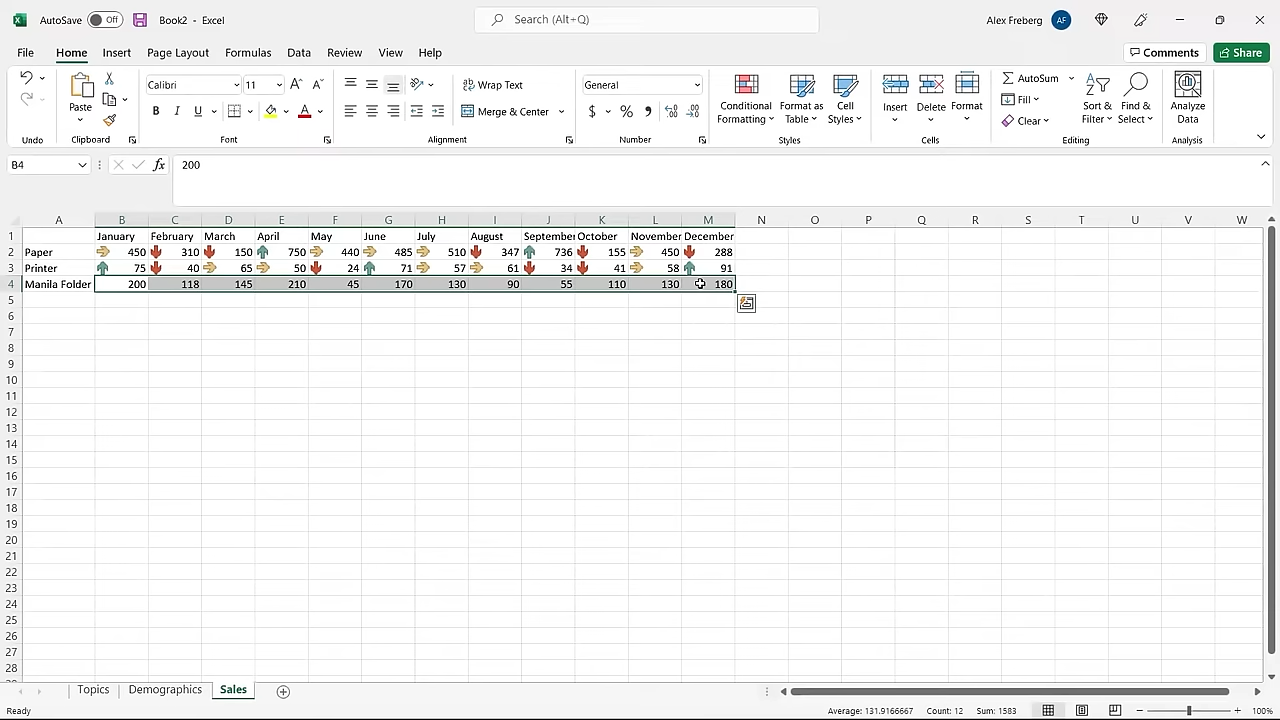 AutoSave Off Book2 - Excel Search (Alt+Q) Alex Freberg AF
File Home Insert Page Layout Formulas Data Review View Help Comments Share
Calibri 11 Wrap Text General AutoSum
Paste B I U Merge & Center $ % Conditional Formatting Format as Table Cell Styles Insert Delete Format Fill Clear Sort & Filter Find & Select Analyze Data
Undo Clipboard Font Alignment Number Styles Cells Editing Analysis
B4 fx 200
A B C D E F G H I J K L M N O P Q R S T U V W
1 January February March April May June July August September October November December
2 Paper 450 310 150 750 440 485 510 347 736 155 450 288
3 Printer 75 40 65 50 24 71 57 61 34 41 58 91
4 Manila Folder 200 118 145 210 45 170 130 90 55 110 130 180
5
6
7
8
9
10
11
12
13
14
15
16
17
18
19
20
21
22
23
24
25
26
27
28
Topics Demographics Sales
Ready Average: 131.9166667 Count: 12 Sum: 1583 100%